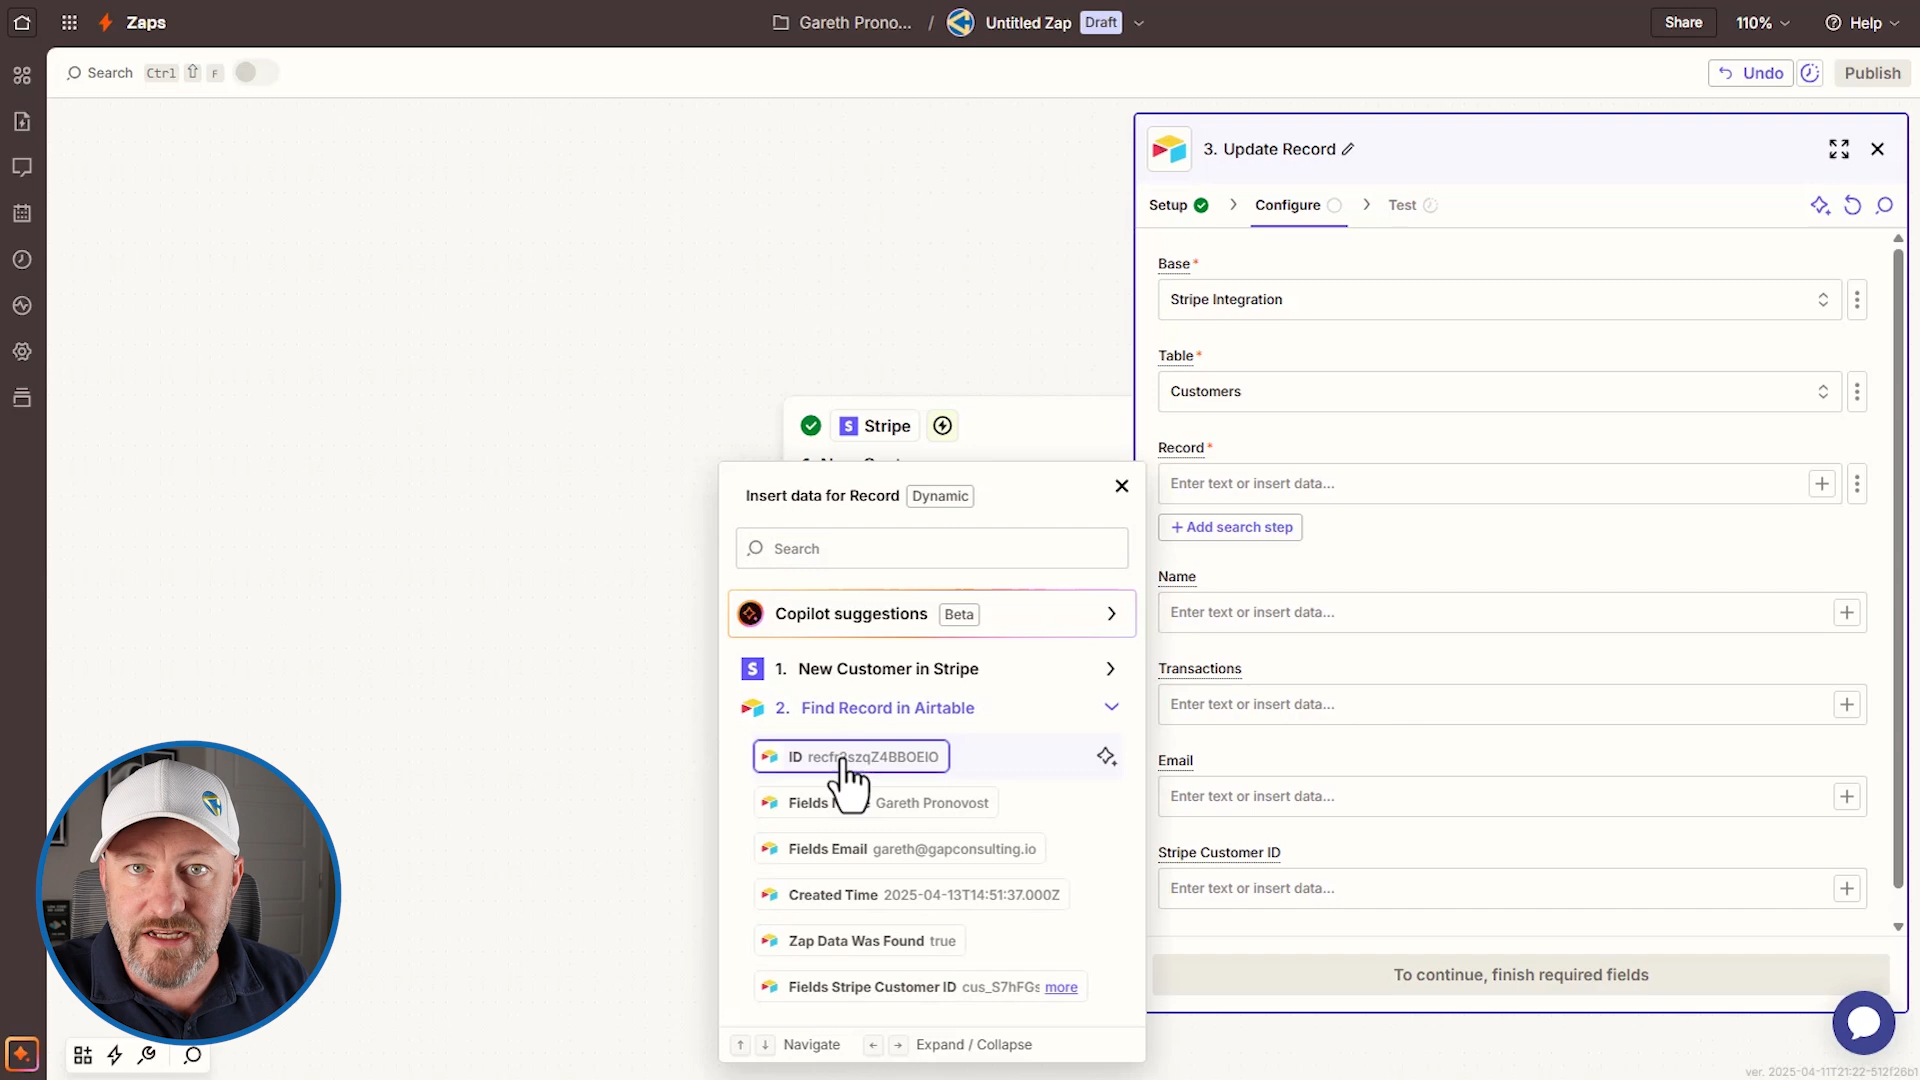 Zaps
Gareth Prono... / Untitled Zap Draft
Share
110%
Help
Search Ctrl ⇧ F
Undo
Publish
3. Update Record
Setup
Configure
Test
Base*
Stripe Integration
Table*
Customers
Record*
Enter text or insert data...
+ Add search step
Name
Enter text or insert data...
Transactions
Enter text or insert data...
Email
Enter text or insert data...
Stripe Customer ID
Enter text or insert data...
To continue, finish required fields
Stripe
Insert data for Record Dynamic
Search
Copilot suggestions Beta
1. New Customer in Stripe
2. Find Record in Airtable
ID
Fields Gareth Pronovost
Fields Email gareth@gapconsulting.io
Created Time 2025-04-13T14:51:37.000Z
Zap Data Was Found true
Fields Stripe Customer ID cus_S7hFGs more
↑ ↓ Navigate ← → Expand / Collapse
ver. 2025-04-11T21:22-512f26b1